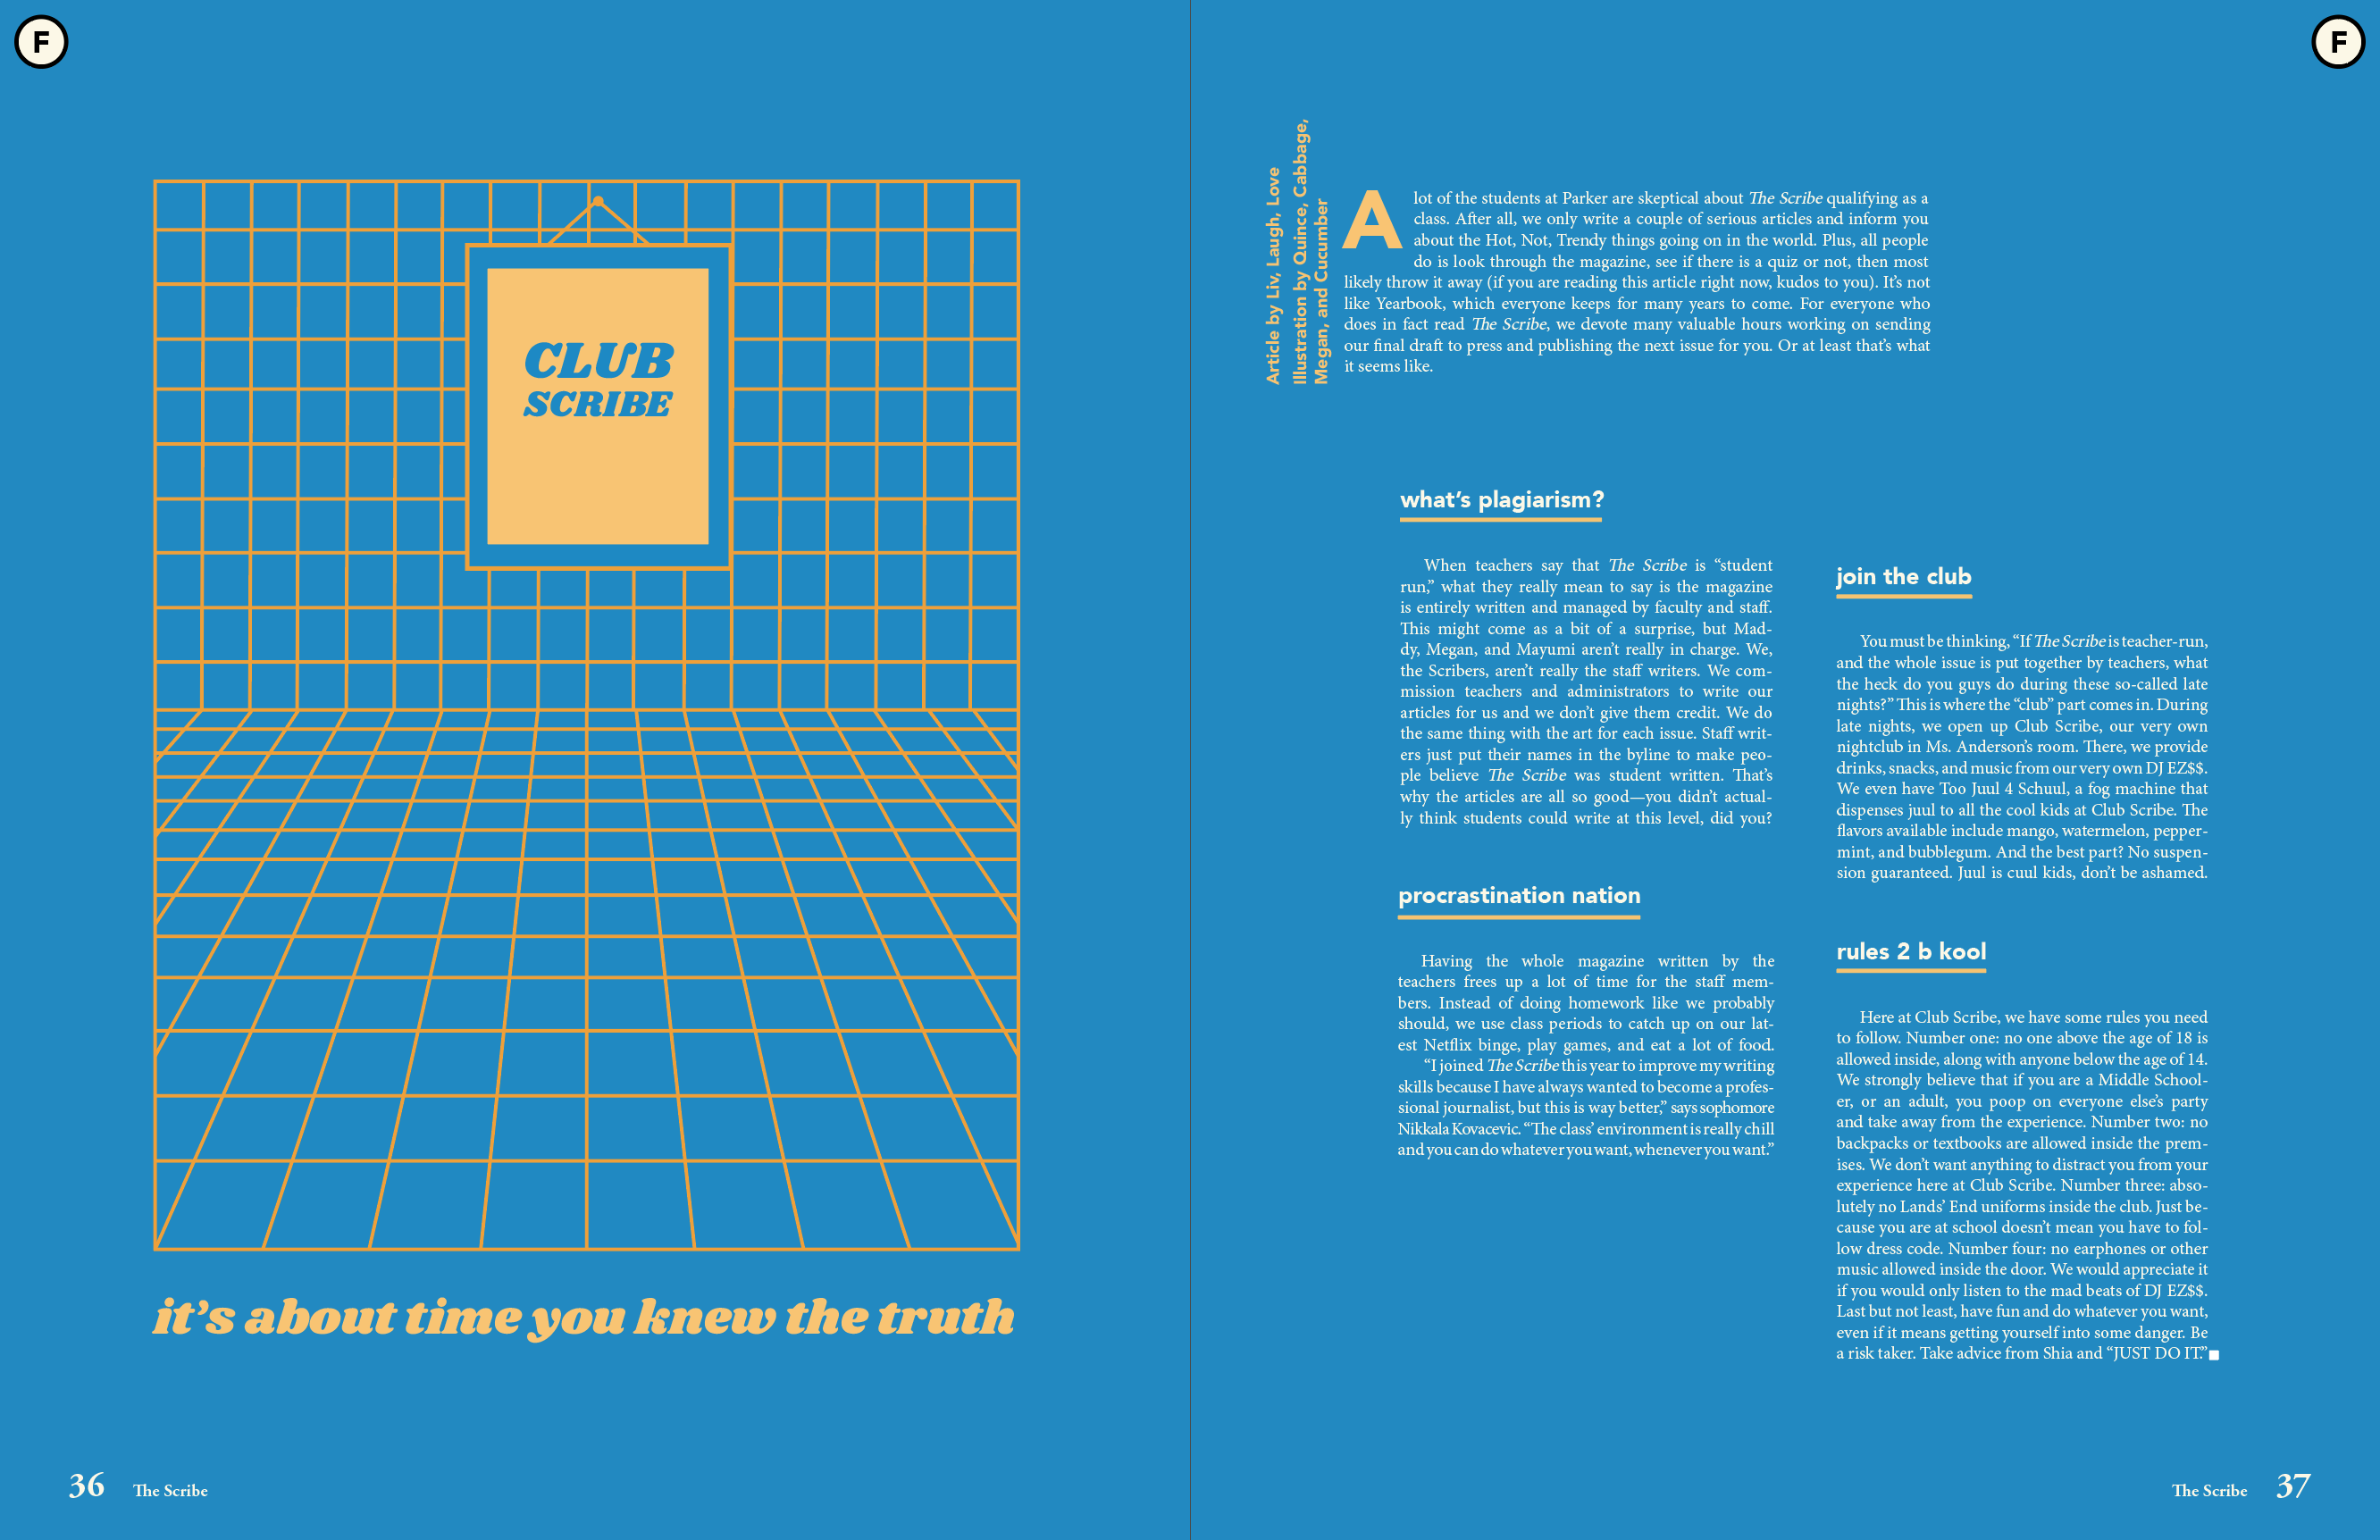 F
CLUB
SCRIBE
it's about time you knew the truth
36 The Scribe
F
Article by Liv, Laugh, Love
Illustration by Quince, Cabbage,
Megan, and Cucumber
A lot of the students at Parker are skeptical about The Scribe qualifying as a
class. After all, we only write a couple of serious articles and inform you
about the Hot, Not, Trendy things going on in the world. Plus, all people
do is look through the magazine, see if there is a quiz or not, then most
likely throw it away (if you are reading this article right now, kudos to you). It's not
like Yearbook, which everyone keeps for many years to come. For everyone who
does in fact read The Scribe, we devote many valuable hours working on sending
our final draft to press and publishing the next issue for you. Or at least that's what
it seems like.
what's plagiarism?
When teachers say that The Scribe is “student
run,” what they really mean to say is the magazine
is entirely written and managed by faculty and staff.
This might come as a bit of a surprise, but Mad-
dy, Megan, and Mayumi aren't really in charge. We,
the Scribers, aren't really the staff writers. We com-
mission teachers and administrators to write our
articles for us and we don't give them credit. We do
the same thing with the art for each issue. Staff writ-
ers just put their names in the byline to make peo-
ple believe The Scribe was student written. That's
why the articles are all so good—you didn't actual-
ly think students could write at this level, did you?
procrastination nation
Having the whole magazine written by the
teachers frees up a lot of time for the staff mem-
bers. Instead of doing homework like we probably
should, we use class periods to catch up on our lat-
est Netflix binge, play games, and eat a lot of food.
“I joined The Scribe this year to improve my writing
skills because I have always wanted to become a profes-
sional journalist, but this is way better,” says sophomore
Nikkala Kovacevic. “The class' environment is really chill
and you can do whatever you want, whenever you want.”
join the club
You must be thinking, “If The Scribe is teacher-run,
and the whole issue is put together by teachers, what
the heck do you guys do during these so-called late
nights?” This is where the “club” part comes in. During
late nights, we open up Club Scribe, our very own
nightclub in Ms. Anderson's room. There, we provide
drinks, snacks, and music from our very own DJ EZ$$.
We even have Too Juul 4 Schuul, a fog machine that
dispenses juul to all the cool kids at Club Scribe. The
flavors available include mango, watermelon, pepper-
mint, and bubblegum. And the best part? No suspen-
sion guaranteed. Juul is cuul kids, don't be ashamed.
rules 2 b kool
Here at Club Scribe, we have some rules you need
to follow. Number one: no one above the age of 18 is
allowed inside, along with anyone below the age of 14.
We strongly believe that if you are a Middle School-
er, or an adult, you poop on everyone else's party
and take away from the experience. Number two: no
backpacks or textbooks are allowed inside the prem-
ises. We don't want anything to distract you from your
experience here at Club Scribe. Number three: abso-
lutely no Lands' End uniforms inside the club. Just be-
cause you are at school doesn't mean you have to fol-
low dress code. Number four: no earphones or other
music allowed inside the door. We would appreciate it
if you would only listen to the mad beats of DJ EZ$$.
Last but not least, have fun and do whatever you want,
even if it means getting yourself into some danger. Be
a risk taker. Take advice from Shia and “JUST DO IT.”
The Scribe 37